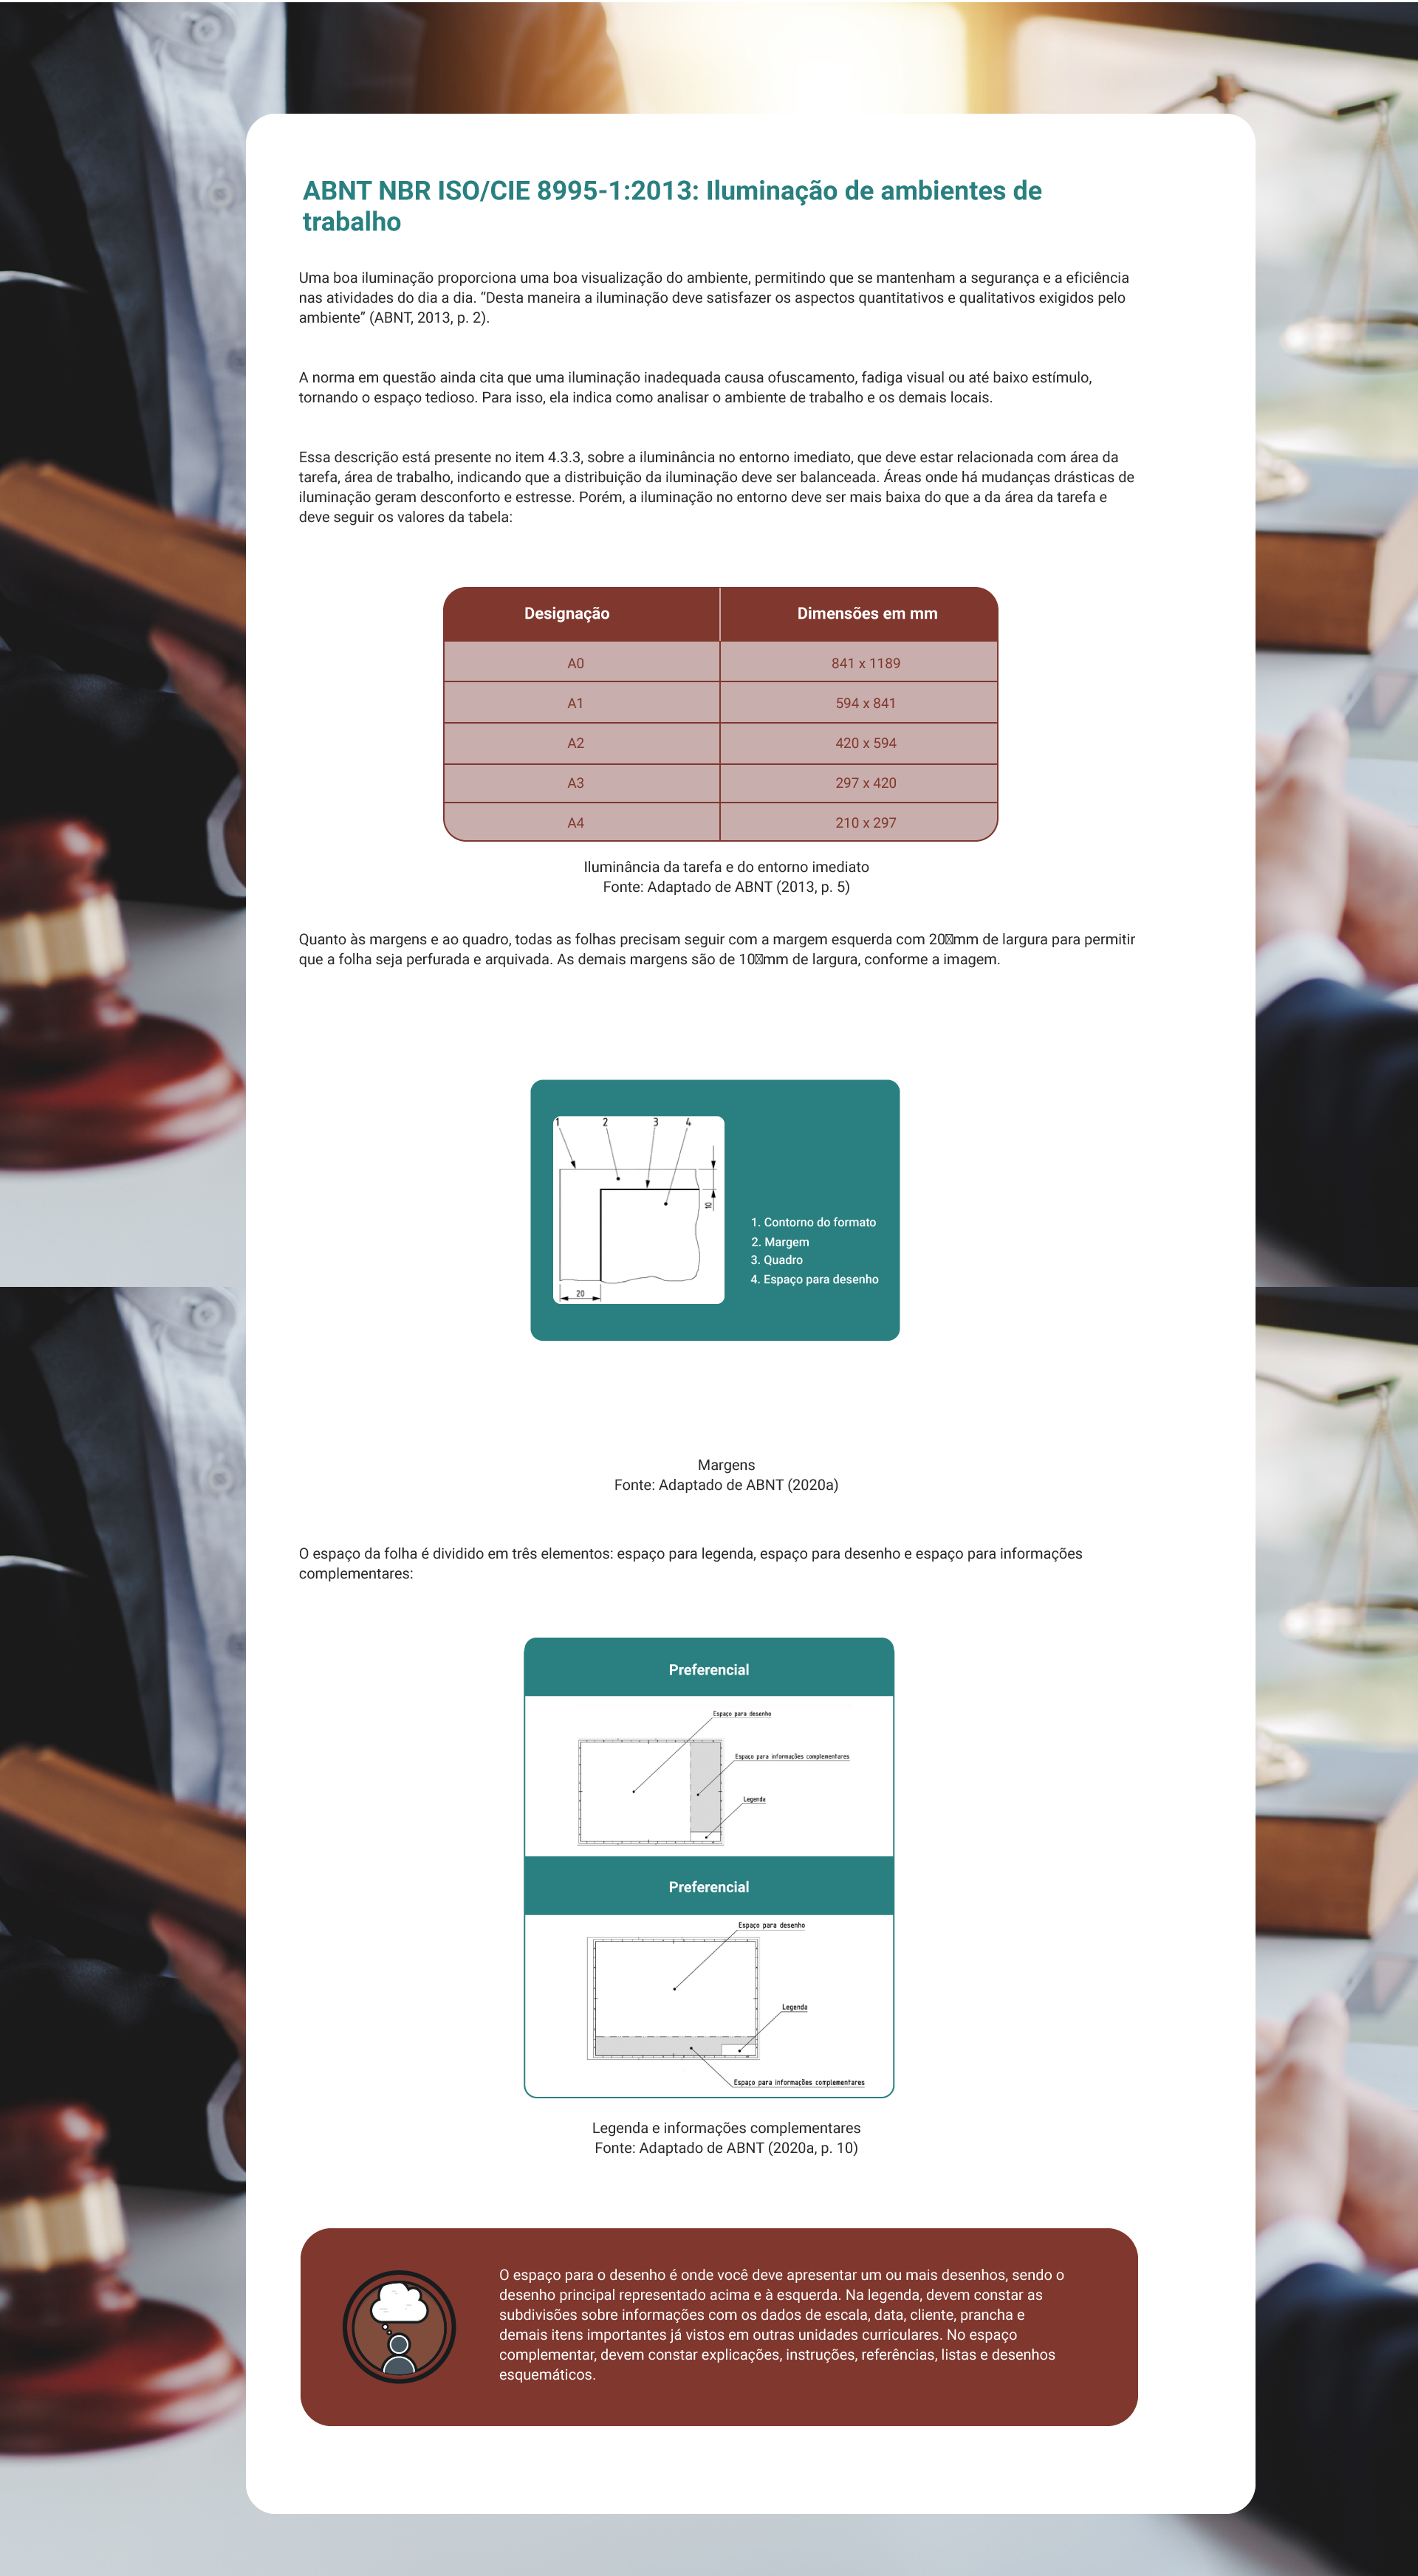 ABNT NBR ISO/CIE 8995-1:2013: Iluminação de ambientes de
trabalho
Uma boa iluminação proporciona uma boa visualização do ambiente, permitindo que se mantenham a segurança e a eficiência
nas atividades do dia a dia. “Desta maneira a iluminação deve satisfazer os aspectos quantitativos e qualitativos exigidos pelo
ambiente” (ABNT, 2013, p. 2).
A norma em questão ainda cita que uma iluminação inadequada causa ofuscamento, fadiga visual ou até baixo estímulo,
tornando o espaço tedioso. Para isso, ela indica como analisar o ambiente de trabalho e os demais locais.
Essa descrição está presente no item 4.3.3, sobre a iluminância no entorno imediato, que deve estar relacionada com área da
tarefa, área de trabalho, indicando que a distribuição da iluminação deve ser balanceada. Áreas onde há mudanças drásticas de
iluminação geram desconforto e estresse. Porém, a iluminação no entorno deve ser mais baixa do que a da área da tarefa e
deve seguir os valores da tabela:
Designação Dimensões em mm
A0 841 x 1189
A1 594 x 841
A2 420 x 594
A3 297 x 420
A4 210 x 297
Iluminância da tarefa e do entorno imediato
Fonte: Adaptado de ABNT (2013, p. 5)
Quanto às margens e ao quadro, todas as folhas precisam seguir com a margem esquerda com 20 mm de largura para permitir
que a folha seja perfurada e arquivada. As demais margens são de 10 mm de largura, conforme a imagem.
1 2 3 4
10
20
1. Contorno do formato
2. Margem
3. Quadro
4. Espaço para desenho
Margens
Fonte: Adaptado de ABNT (2020a)
O espaço da folha é dividido em três elementos: espaço para legenda, espaço para desenho e espaço para informações
complementares:
Preferencial
Espaço para desenho
Espaço para informações complementares
Legenda
Preferencial
Espaço para desenho
Legenda
Espaço para informações complementares
Legenda e informações complementares
Fonte: Adaptado de ABNT (2020a, p. 10)
O espaço para o desenho é onde você deve apresentar um ou mais desenhos, sendo o
desenho principal representado acima e à esquerda. Na legenda, devem constar as
subdivisões sobre informações com os dados de escala, data, cliente, prancha e
demais itens importantes já vistos em outras unidades curriculares. No espaço
complementar, devem constar explicações, instruções, referências, listas e desenhos
esquemáticos.